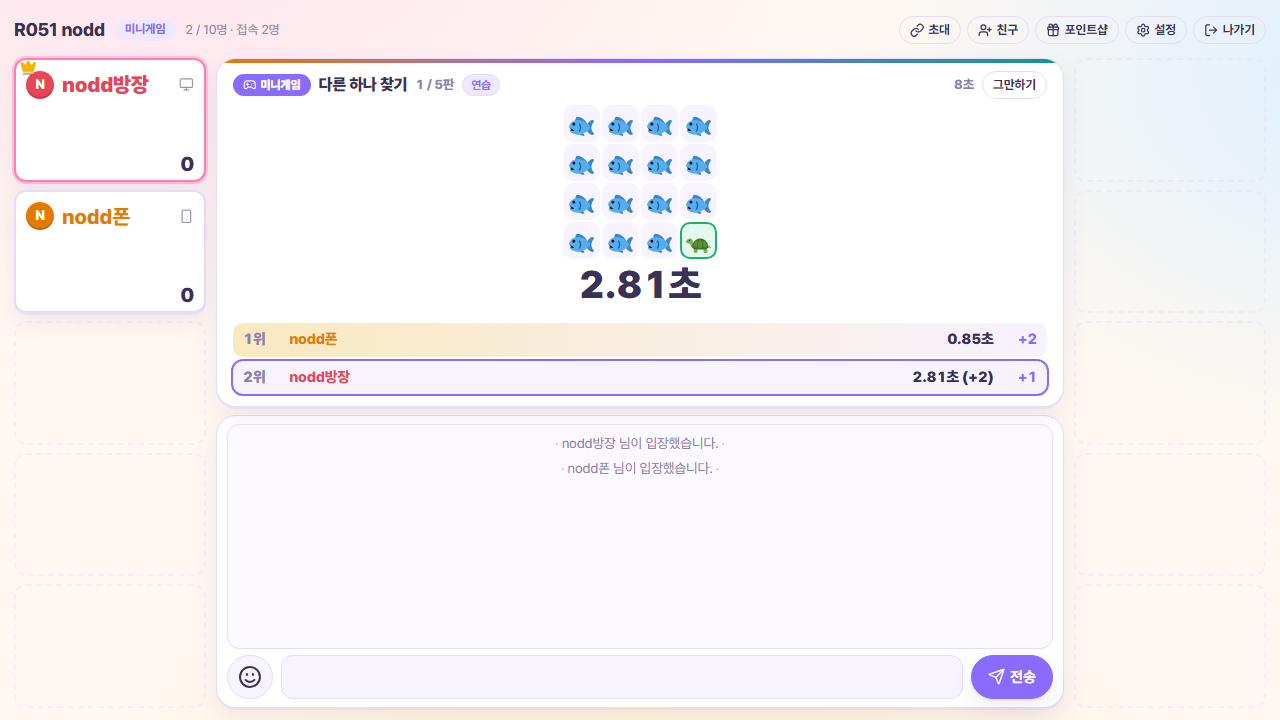 R051 nodd 미니게임 2 / 10명 · 접속 2명 초대 친구 포인트샵 설정 나가기
N nodd방장
0
N nodd폰
0
미니게임 다른 하나 찾기 1 / 5판 연습 8초 그만하기
2.81초
1위 nodd폰 0.85초 +2
2위 nodd방장 2.81초 (+2) +1
· nodd방장 님이 입장했습니다. ·
· nodd폰 님이 입장했습니다. ·
전송